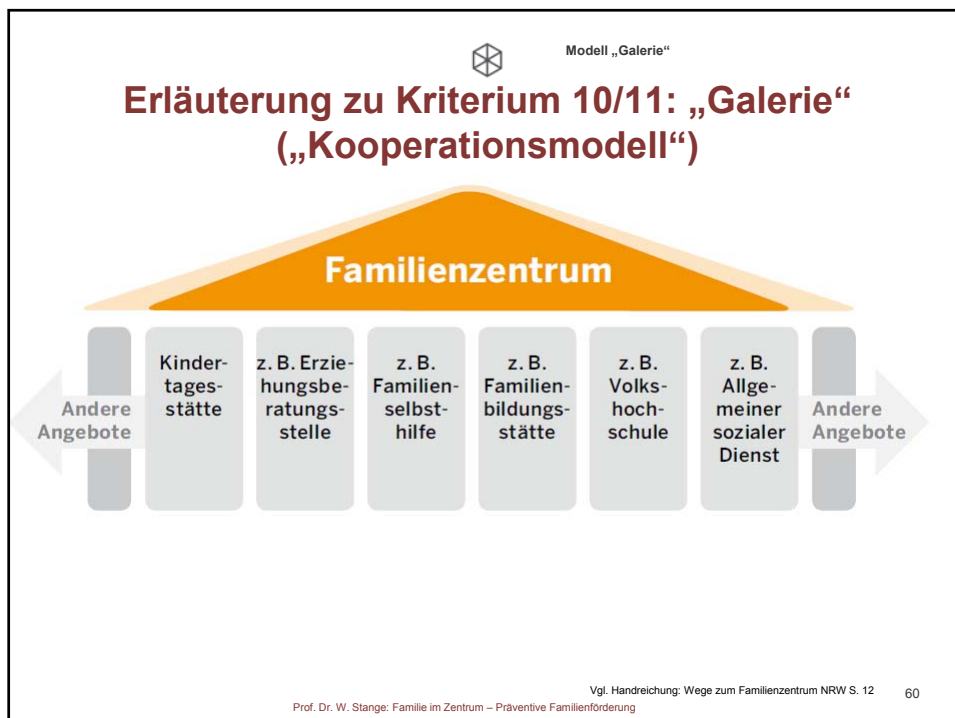 Modell „Galerie“
Erläuterung zu Kriterium 10/11: „Galerie“
(„Kooperationsmodell“)
Familienzentrum
Andere
Angebote
Kinder-
tages-
stätte
z. B. Erzie-
hungsbe-
ratungs-
stelle
z. B.
Familien-
selbst-
hilfe
z. B.
Familien-
bildungs-
stätte
z. B.
Volks-
hoch-
schule
z. B.
Allge-
meiner
sozialer
Dienst
Andere
Angebote
Vgl. Handreichung: Wege zum Familienzentrum NRW S. 12
60
Prof. Dr. W. Stange: Familie im Zentrum – Präventive Familienförderung